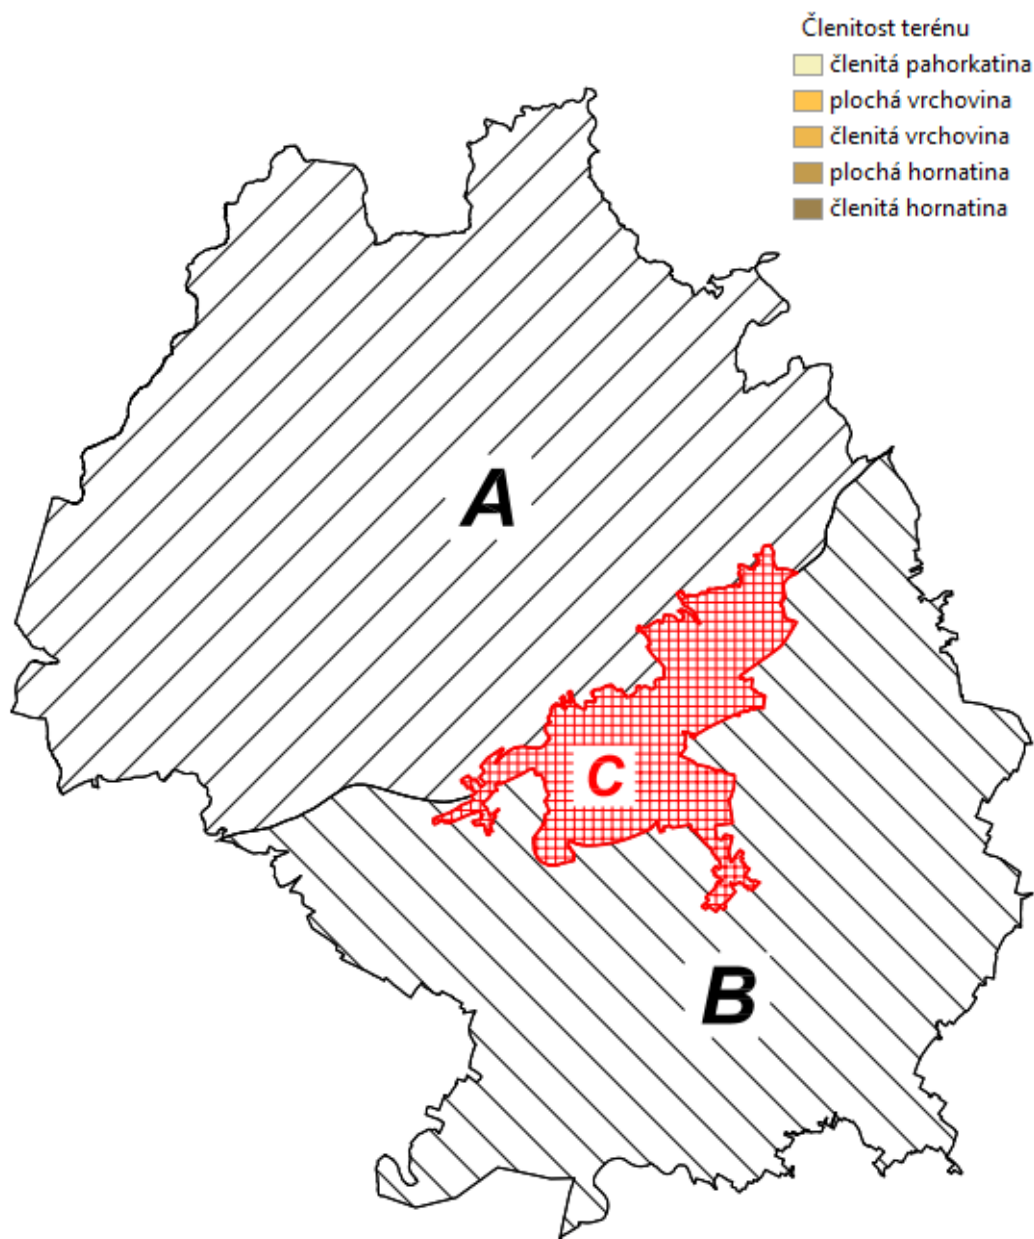 Členitost terénu
členitá pahorkatina
plochá vrchovina
členitá vrchovina
plochá hornatina
členitá hornatina
A
C
B